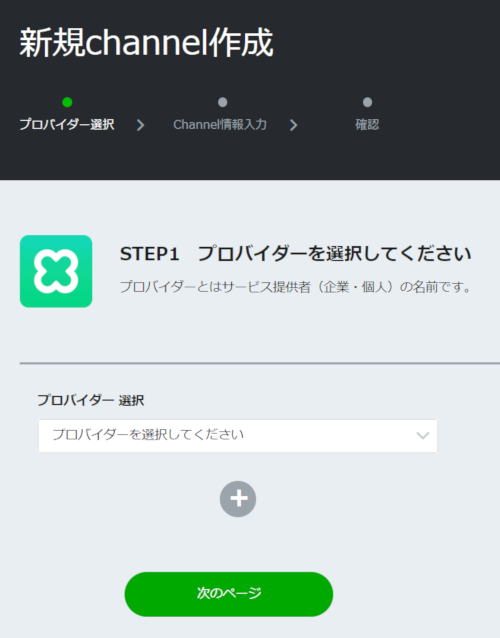 新規channel作成
プロバイダー選択 Channel情報入力 確認
STEP1 プロバイダーを選択してください
プロバイダーとはサービス提供者（企業・個人）の名前です。
プロバイダー 選択
プロバイダーを選択してください
次のページ